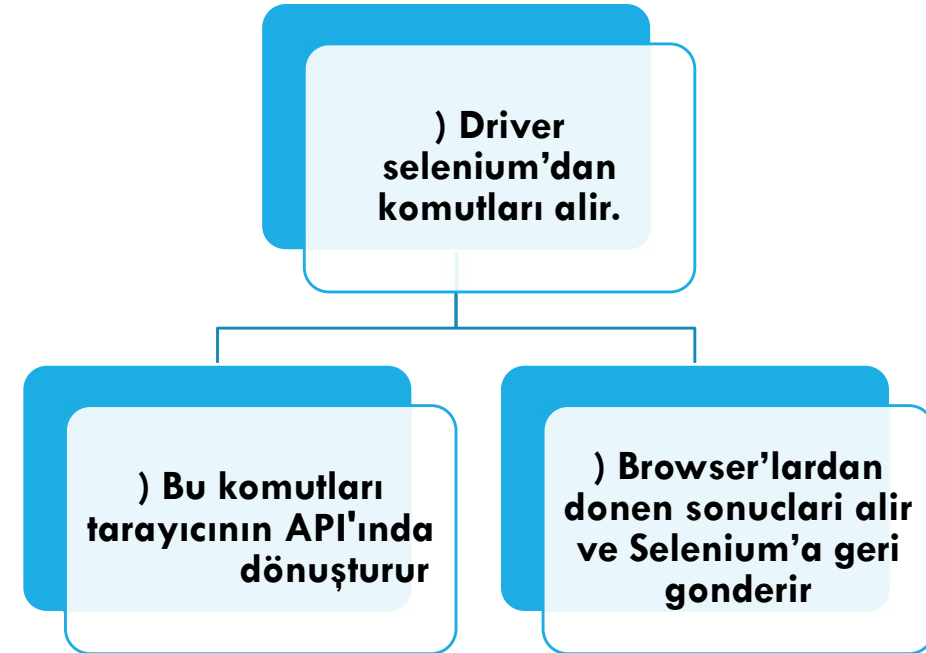 ) Driver
selenium’dan
komutları alir.
) Bu komutları
tarayıcının API'ında
dönuşturur
) Browser’lardan
donen sonuclari alir
ve Selenium’a geri
gonderir